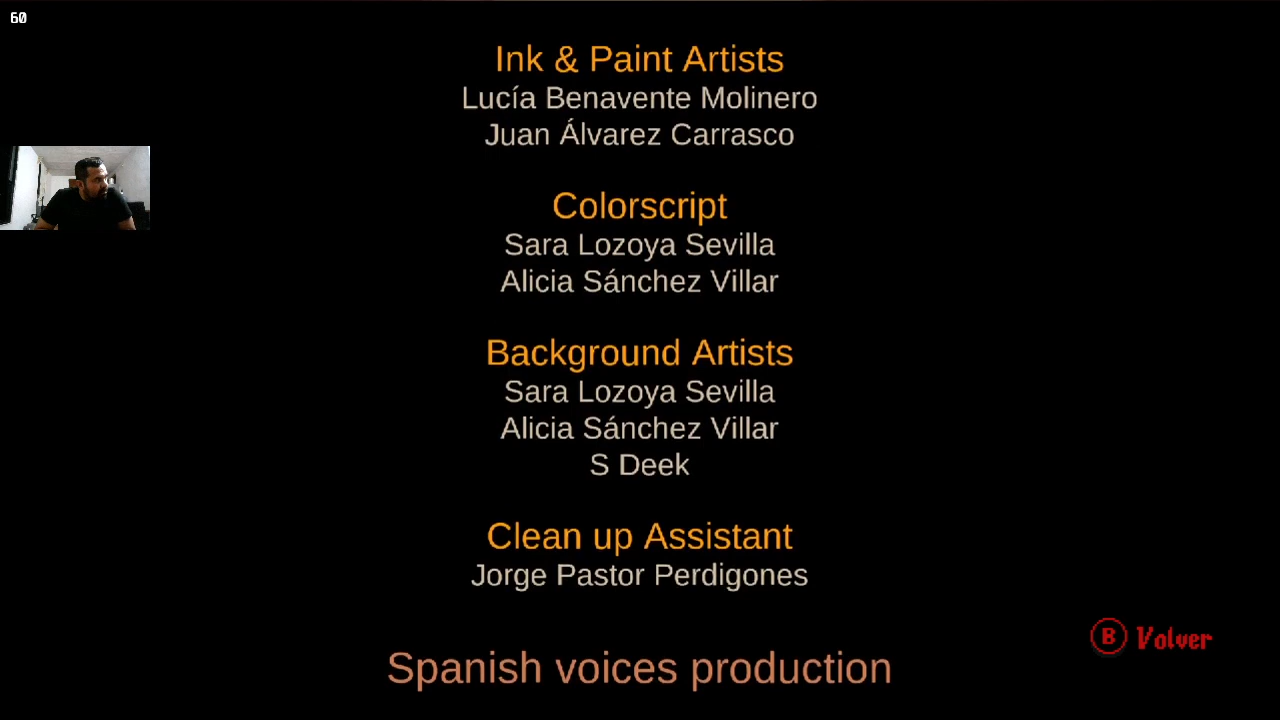 60
Ink & Paint Artists
Lucía Benavente Molinero
Juan Álvarez Carrasco
Colorscript
Sara Lozoya Sevilla
Alicia Sánchez Villar
Background Artists
Sara Lozoya Sevilla
Alicia Sánchez Villar
S Deek
Clean up Assistant
Jorge Pastor Perdigones
B Volver
Spanish voices production